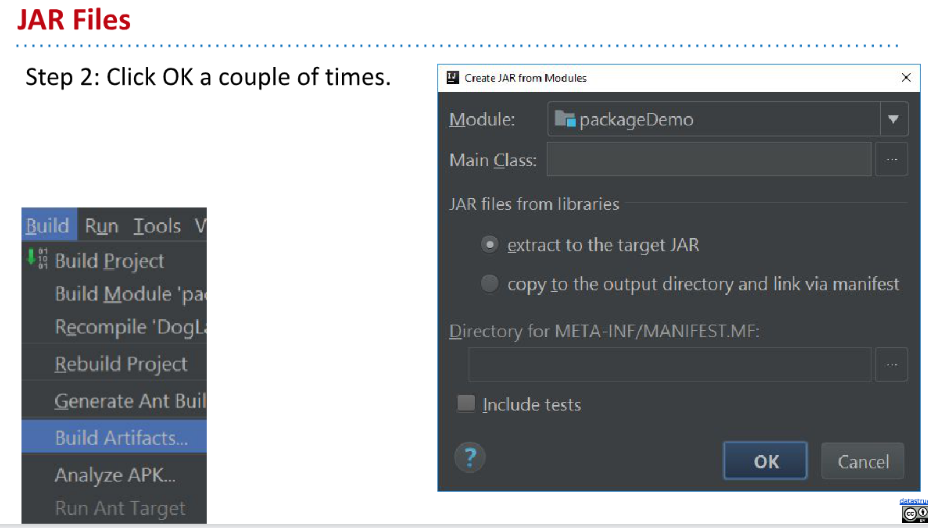 JAR Files
Step 2: Click OK a couple of times.
Create JAR from Modules
Module: packageDemo
Main Class:
JAR files from libraries
extract to the target JAR
copy to the output directory and link via manifest
Directory for META-INF/MANIFEST.MF:
Include tests
? OK Cancel
Build Run Tools V
Build Project
Build Module 'pac
Recompile 'DogLa
Rebuild Project
Generate Ant Buil
Build Artifacts...
Analyze APK...
Run Ant Target
datastru